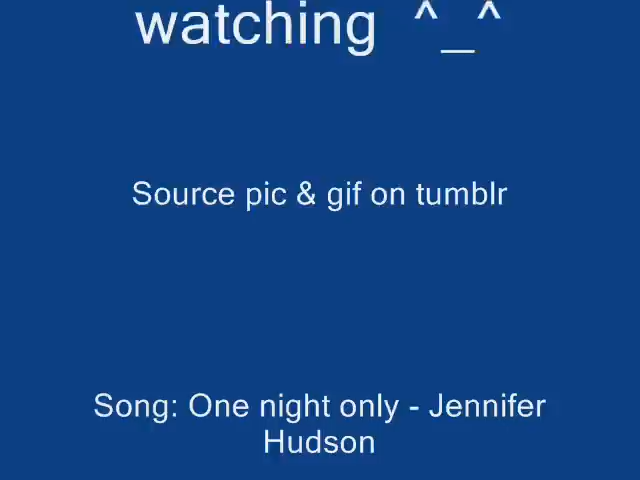 watching ^_^
Source pic & gif on tumblr
Song: One night only - Jennifer
Hudson